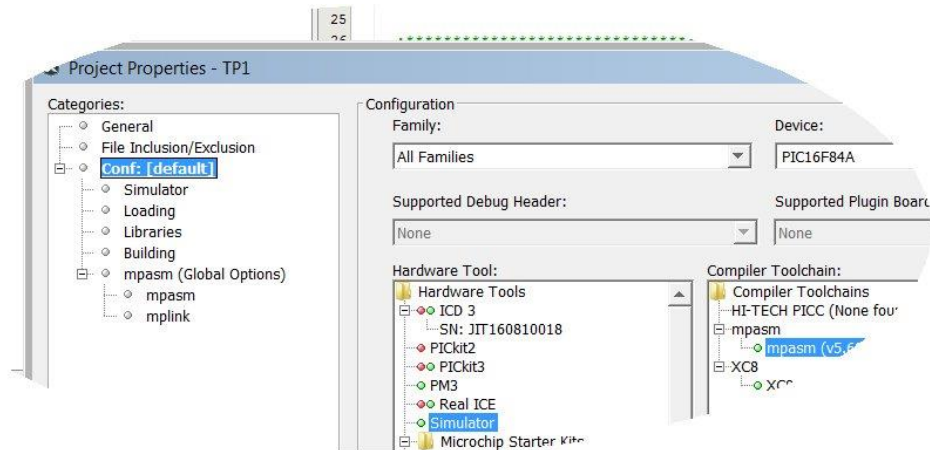 25
26
Project Properties - TP1
Categories:
General
File Inclusion/Exclusion
Conf: [default]
Simulator
Loading
Libraries
Building
mpasm (Global Options)
mpasm
mplink
Configuration
Family:
Device:
All Families
PIC16F84A
Supported Debug Header:
Supported Plugin Board
None
None
Hardware Tool:
Hardware Tools
ICD 3
SN: JIT160810018
PICkit2
PICkit3
PM3
Real ICE
Simulator
Microchip Starter Kits
Compiler Toolchain:
Compiler Toolchains
HI-TECH PICC (None four
mpasm
mpasm (v5.6
XC8